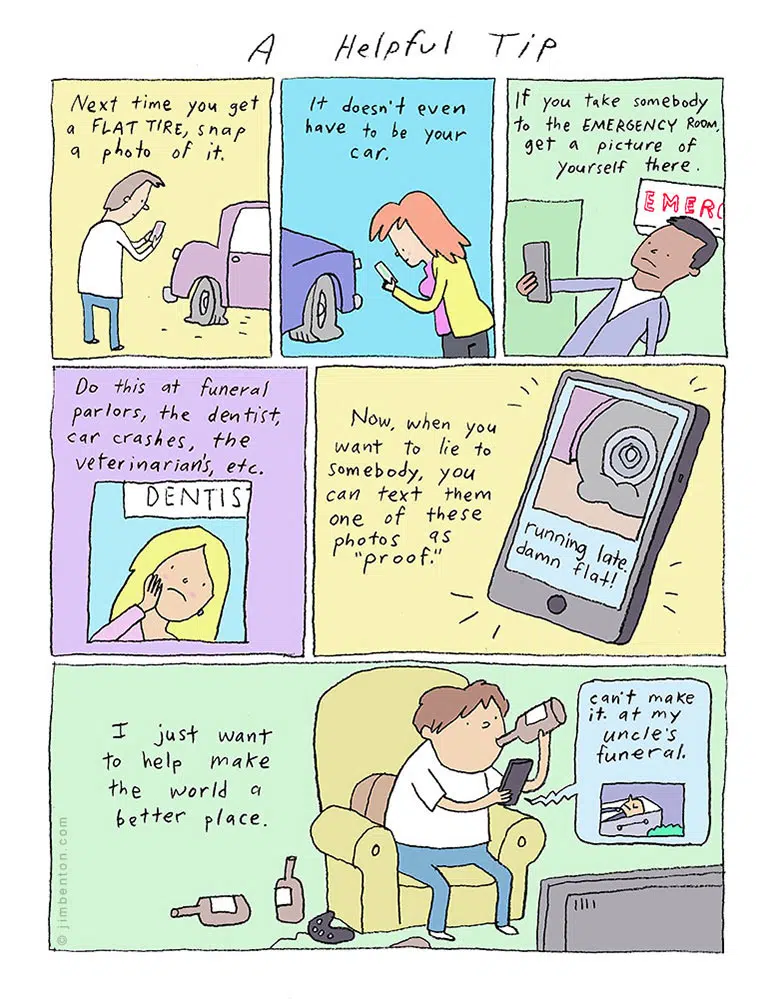 A Helpful Tip
Next time you get
a FLAT TIRE, snap
a photo of it.
It doesn't even
have to be your
car.
If you take somebody
to the EMERGENCY ROOM,
get a picture of
yourself there.
EMERG
Do this at funeral
parlors, the dentist,
car crashes, the
veterinarian's, etc.
DENTIST
Now, when you
want to lie to
somebody, you
can text them
one of these
photos as
"proof."
running late.
damn flat!
I just want
to help make
the world a
better place.
can't make
it. at my
uncle's
funeral.
© jimbenton.com